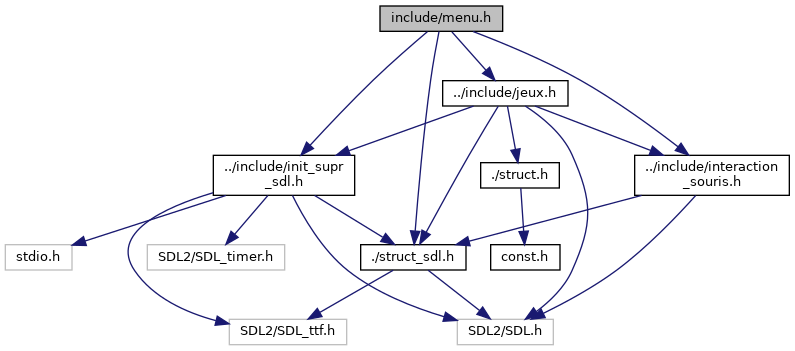 include/menu.h
../include/jeux.h
../include/init_supr
_sdl.h
./struct.h
../include/interaction
_souris.h
stdio.h
SDL2/SDL_timer.h
./struct_sdl.h
const.h
SDL2/SDL_ttf.h
SDL2/SDL.h